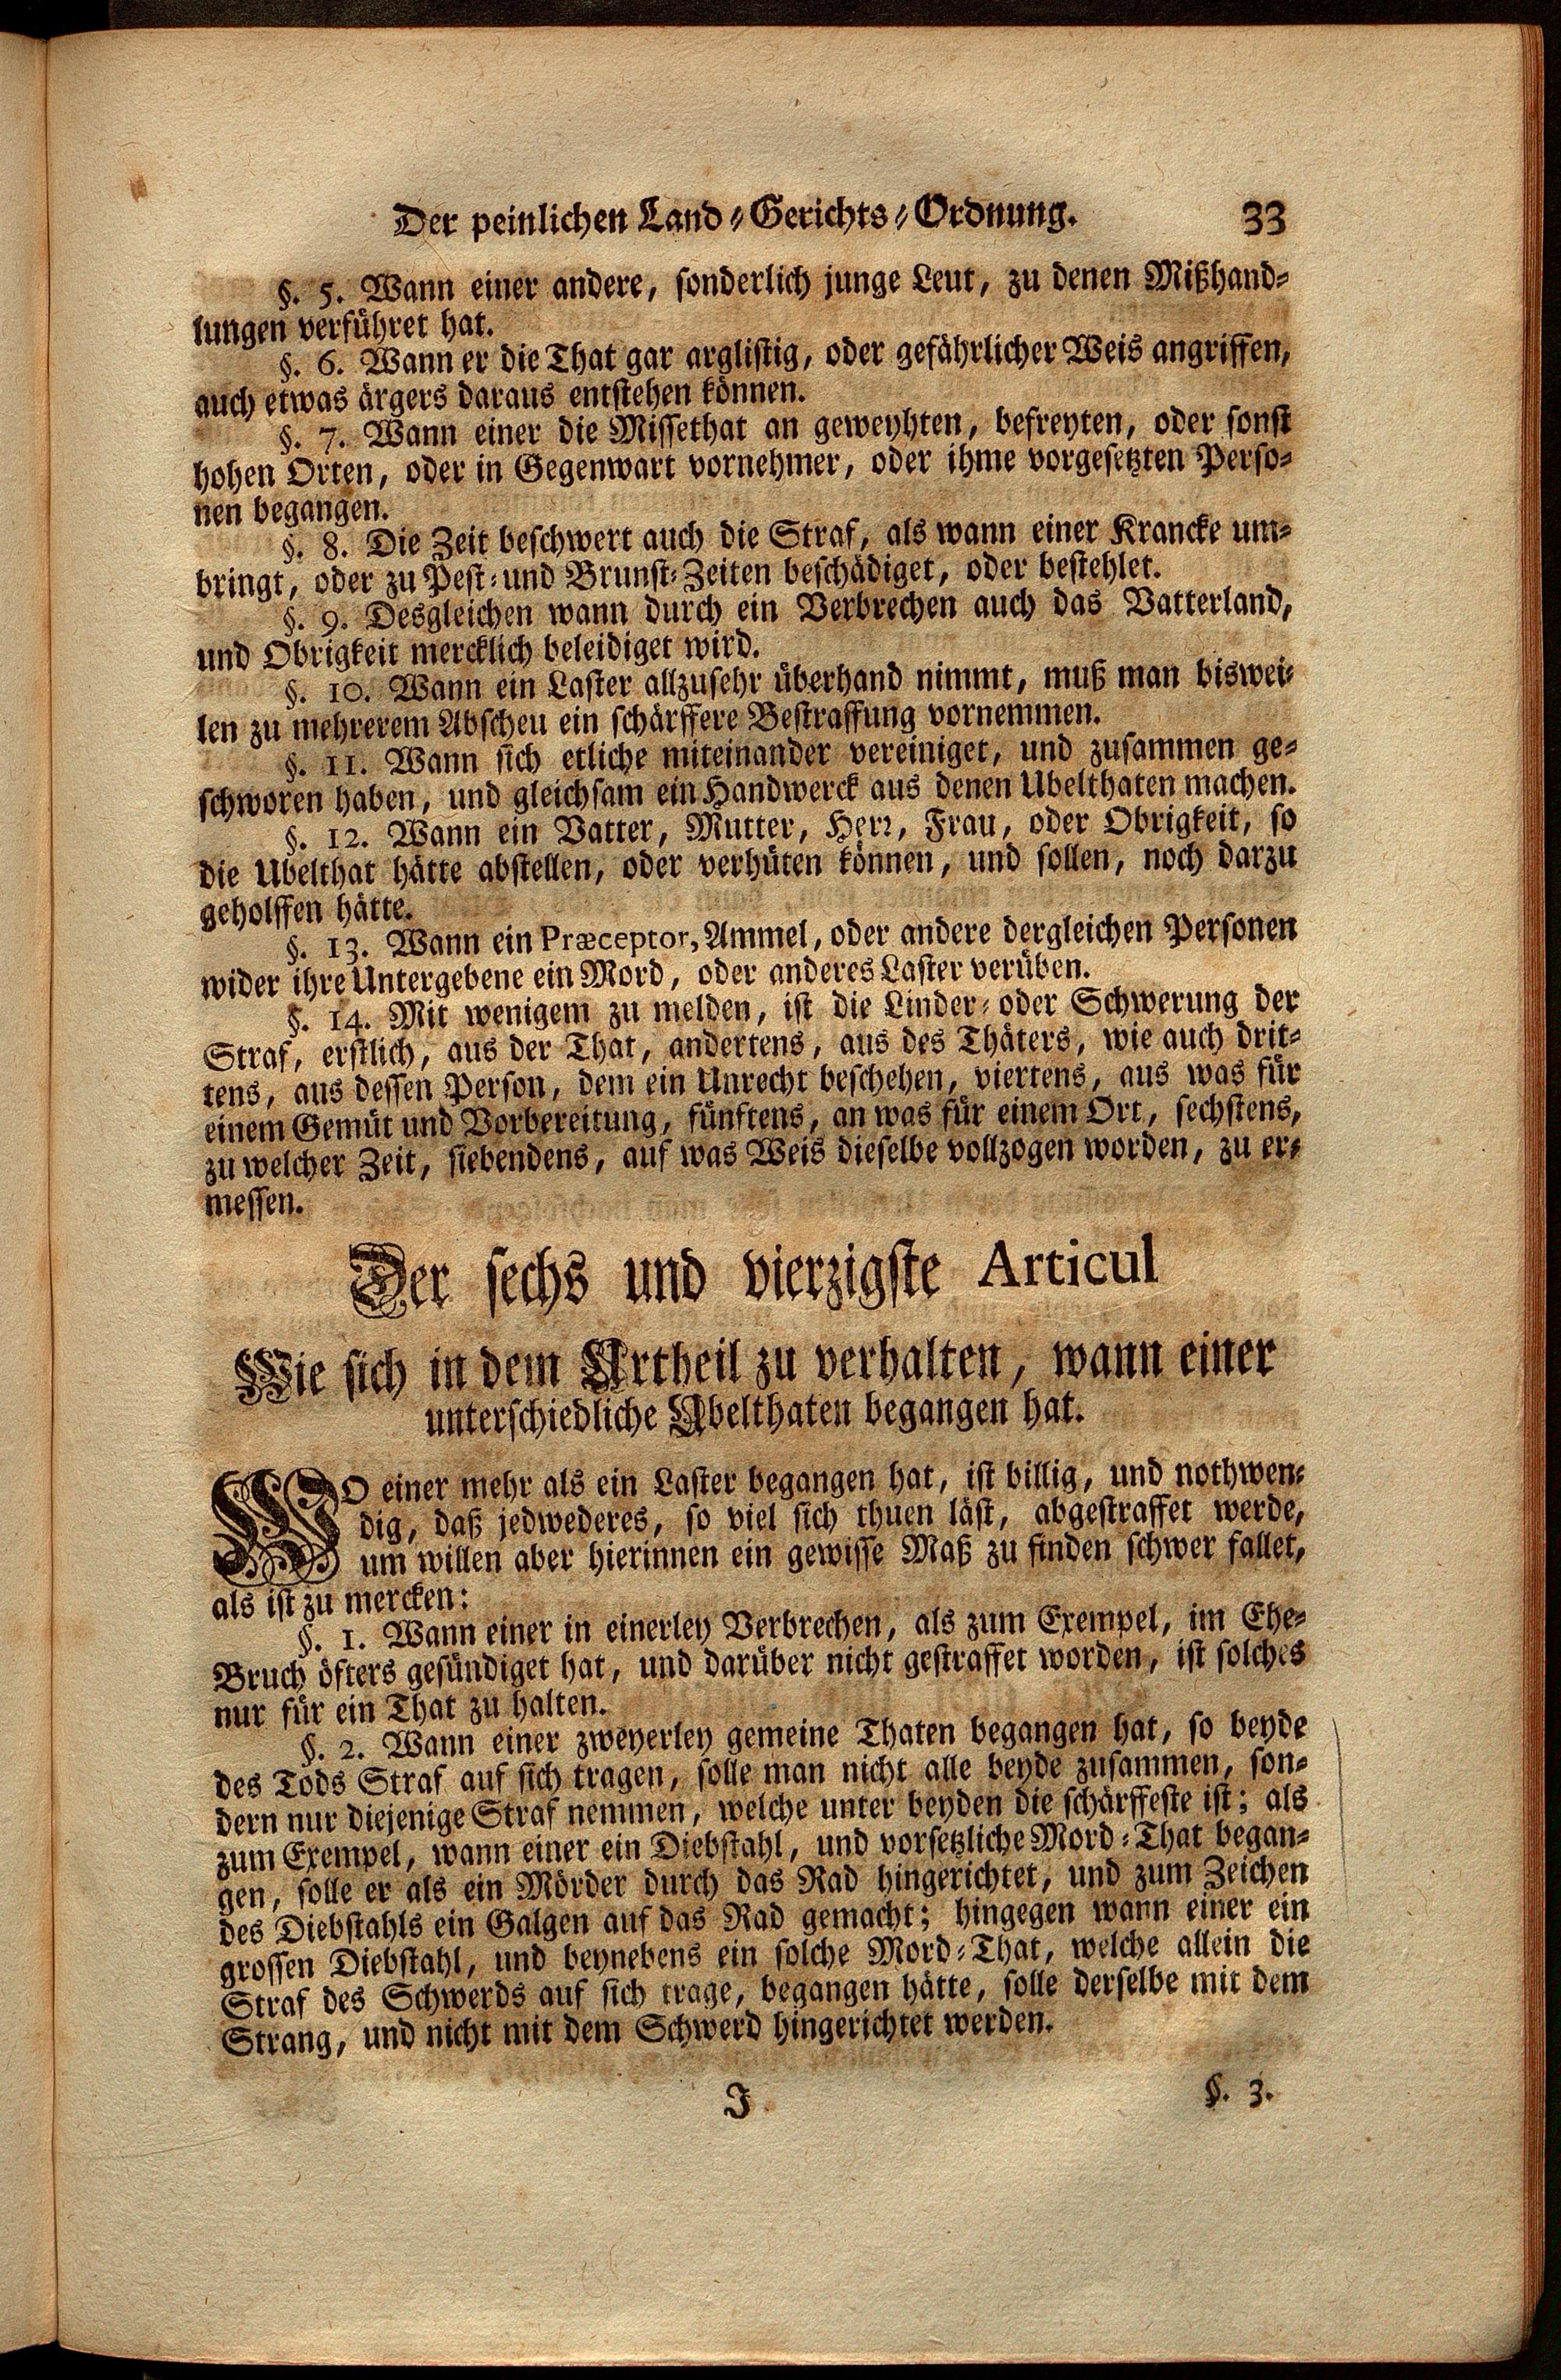 Der peinlichen Land-Gerichts-Ordnung. 33
§. 5. Wann einer andere, sonderlich junge Leut, zu denen Mißhand-
lungen verführet hat.
§. 6. Wann er die That gar arglistig, oder gefährlicher Weis angriffen,
auch etwas ärgers daraus entstehen können.
§. 7. Wann einer die Missethat an geweyhten, befreyten, oder sonst
hohen Orten, oder in Gegenwart vornehmer, oder ihme vorgesetzten Perso-
nen begangen.
§. 8. Die Zeit beschwert auch die Straf, als wann einer Krancke um-
bringt, oder zu Pest- und Brunst-Zeiten beschädiget, oder bestehlet.
§. 9. Desgleichen wann durch ein Verbrechen auch das Vatterland,
und Obrigkeit mercklich beleidiget wird.
§. 10. Wann ein Laster allzusehr überhand nimmt, muß man biswei-
len zu mehrerem Abscheu ein schärffere Bestraffung vornemmen.
§. 11. Wann sich etliche miteinander vereiniget, und zusammen ge-
schworen haben, und gleichsam ein Handwerck aus denen Ubelthaten machen.
§. 12. Wann ein Vatter, Mutter, Herr, Frau, oder Obrigkeit, so
die Ubelthat hätte abstellen, oder verhüten können, und sollen, noch darzu
geholffen hätte.
§. 13. Wann ein Præceptor, Ammel, oder andere dergleichen Personen
wider ihre Untergebene ein Mord, oder anderes Laster verüben.
§. 14. Mit wenigem zu melden, ist die Linder- oder Schwerung der
Straf, erstlich, aus der That, andertens, aus des Thäters, wie auch drit-
tens, aus dessen Person, dem ein Unrecht beschehen, viertens, aus was für
einem Gemüt und Vorbereitung, fünftens, an was für einem Ort, sechstens,
zu welcher Zeit, siebendens, auf was Weis dieselbe vollzogen worden, zu er-
messen.
Der sechs und vierzigste Articul
Wie sich in dem Urtheil zu verhalten, wann einer
unterschiedliche Ubelthaten begangen hat.
WO einer mehr als ein Laster begangen hat, ist billig, und nothwen-
dig, daß jedwederes, so viel sich thuen läst, abgestraffet werde,
um willen aber hierinnen ein gewisse Maß zu finden schwer fallet,
als ist zu mercken:
§. 1. Wann einer in einerley Verbrechen, als zum Exempel, im Ehe-
Bruch öfters gesündiget hat, und darüber nicht gestraffet worden, ist solches
nur für ein That zu halten.
§. 2. Wann einer zweyerley gemeine Thaten begangen hat, so beyde
des Tods Straf auf sich tragen, solle man nicht alle beyde zusammen, son-
dern nur diejenige Straf nemmen, welche unter beyden die schärffeste ist; als
zum Exempel, wann einer ein Diebstahl, und vorsetzliche Mord-That began-
gen, solle er als ein Mörder durch das Rad hingerichtet, und zum Zeichen
des Diebstahls ein Galgen auf das Rad gemacht; hingegen wann einer ein
grossen Diebstahl, und beynebens ein solche Mord-That, welche allein die
Straf des Schwerds auf sich trage, begangen hätte, solle derselbe mit dem
Strang, und nicht mit dem Schwerd hingerichtet werden.
J §. 3.